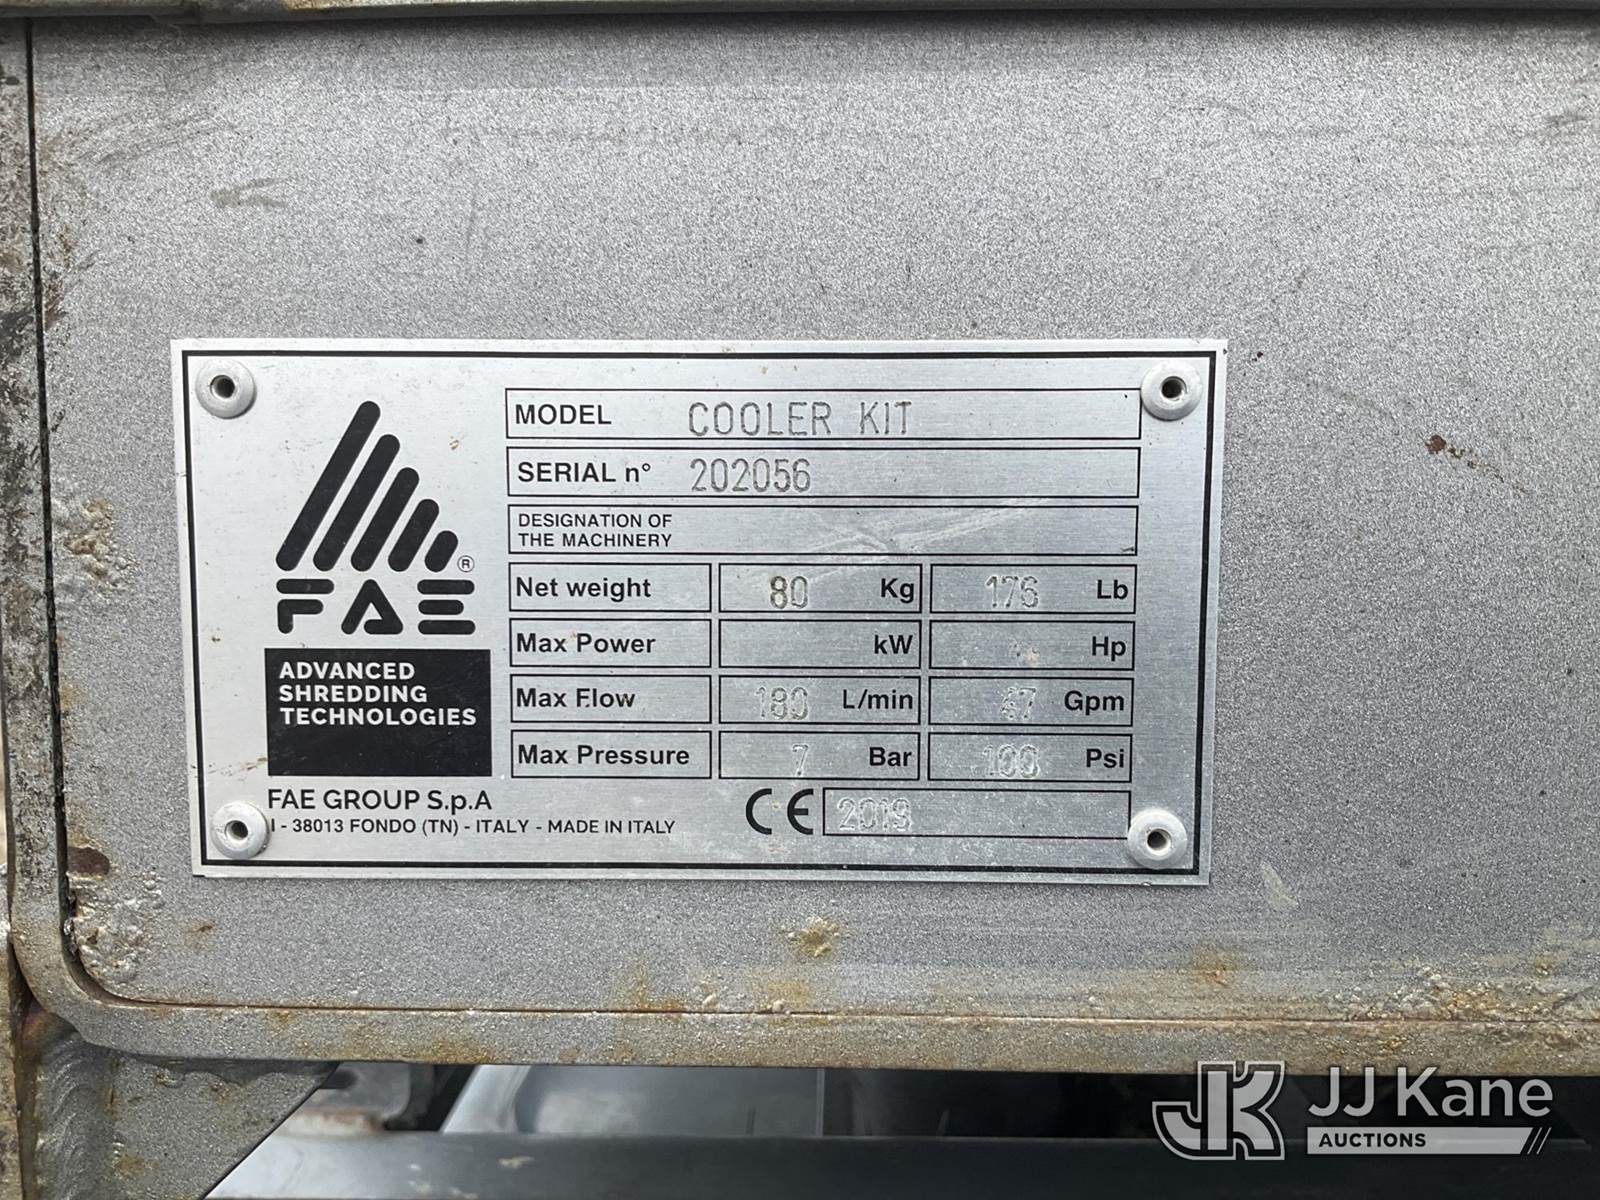 MODEL COOLER KIT
SERIAL n° 202056
DESIGNATION OF
THE MACHINERY
Net weight 80 Kg 176 Lb
Max Power kW Hp
Max Flow 180 L/min 47 Gpm
Max Pressure 7 Bar 100 Psi
FAE®
ADVANCED
SHREDDING
TECHNOLOGIES
FAE GROUP S.p.A
I - 38013 FONDO (TN) - ITALY - MADE IN ITALY
CE 2019
JK JJ Kane
AUCTIONS